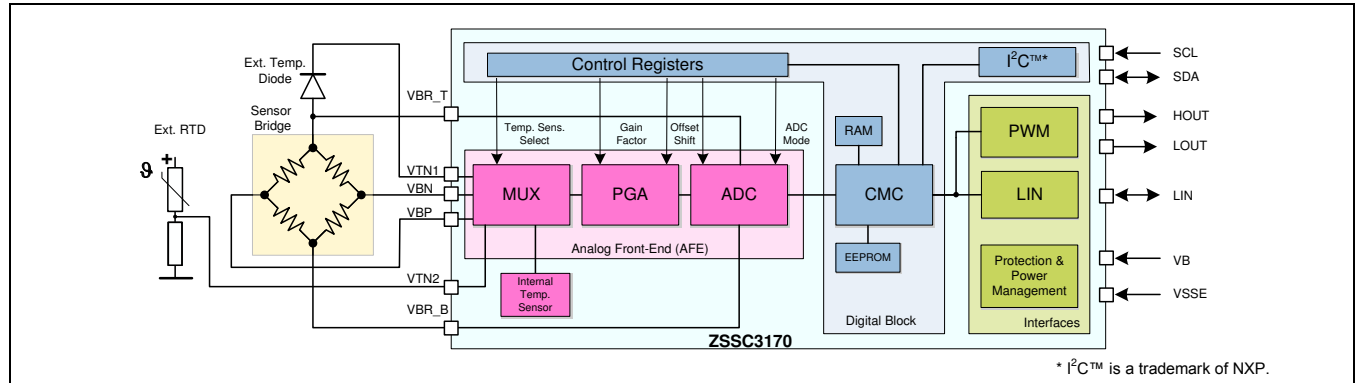 Ext. Temp.
Diode
Sensor
Bridge
Ext. RTD
+
ϑ
VBR_T
VTN1
VBN
VBP
VTN2
VBR_B
Control Registers
I²C™*
Temp. Sens.
Select
Gain
Factor
Offset
Shift
ADC
Mode
MUX
PGA
ADC
Analog Front-End (AFE)
Internal
Temp.
Sensor
RAM
CMC
EEPROM
Digital Block
PWM
LIN
Protection &
Power
Management
Interfaces
ZSSC3170
SCL
SDA
HOUT
LOUT
LIN
VB
VSSE
* I²C™ is a trademark of NXP.